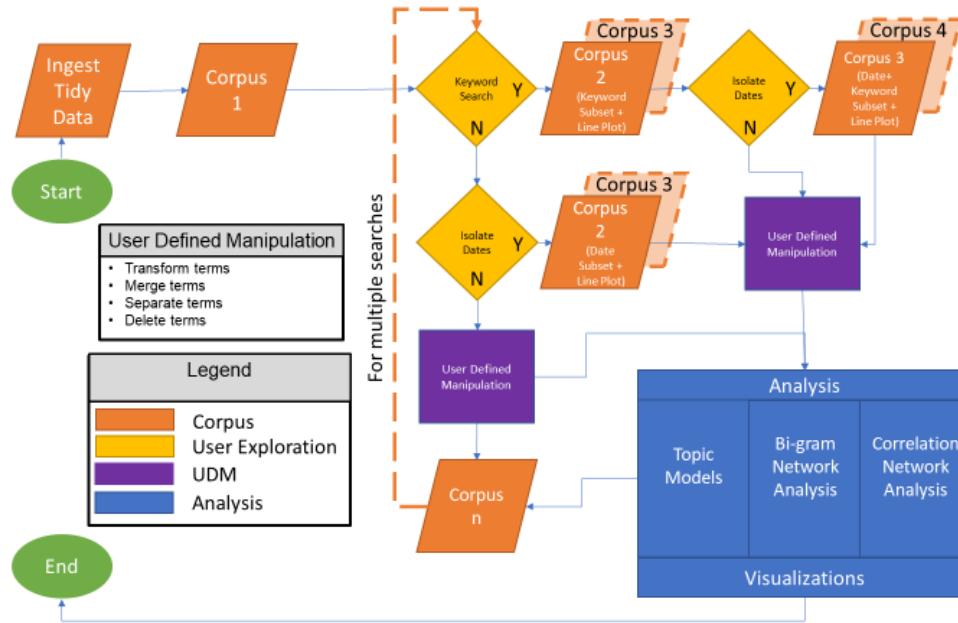 Ingest
Tidy
Data
Corpus
1
Start
For multiple searches
Keyword
Search
Y
N
Corpus 3
Corpus
2
(Keyword
Subset +
Line Plot)
Isolate
Dates
Y
N
Corpus 4
Corpus 3
(Date+
Keyword
Subset +
Line Plot)
Isolate
Dates
Y
N
Corpus 3
Corpus
2
(Date
Subset +
Line Plot)
User Defined
Manipulation
User Defined Manipulation
• Transform terms
• Merge terms
• Separate terms
• Delete terms
User Defined
Manipulation
Legend
Corpus
User Exploration
UDM
Analysis
Corpus
n
Analysis
Topic
Models
Bi-gram
Network
Analysis
Correlation
Network
Analysis
Visualizations
End